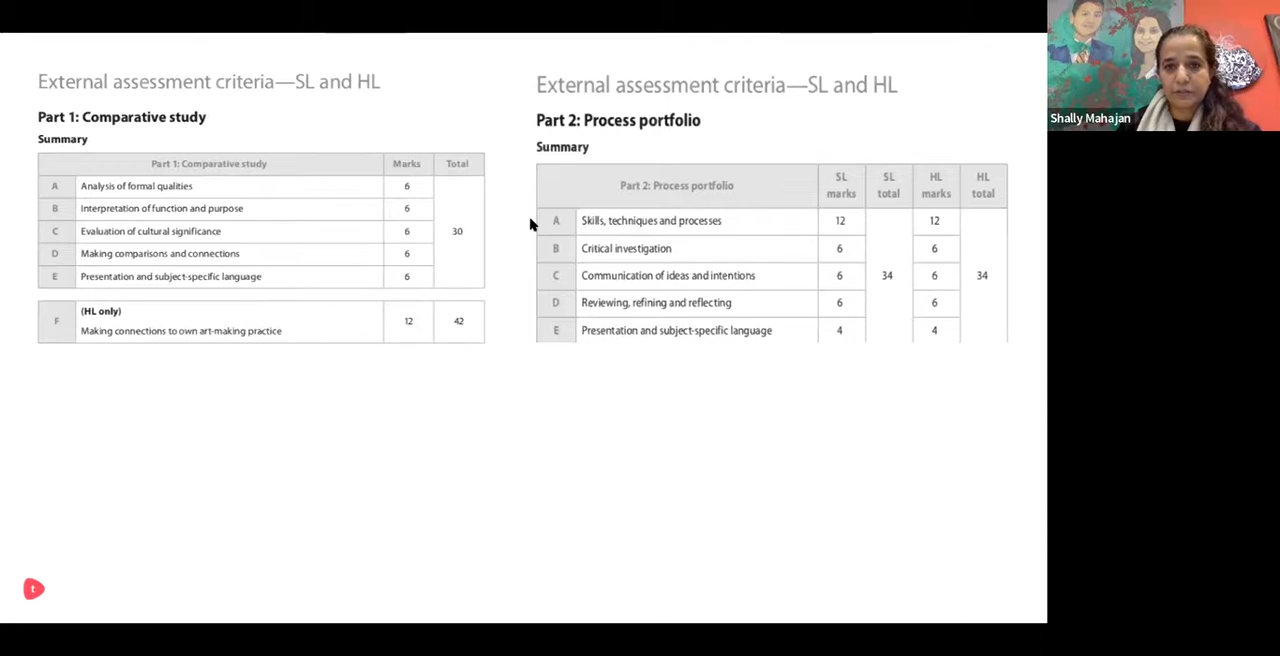 External assessment criteria—SL and HL
Part 1: Comparative study
Summary
Part 1: Comparative study Marks Total
A Analysis of formal qualities 6
B Interpretation of function and purpose 6
C Evaluation of cultural significance 6 30
D Making comparisons and connections 6
E Presentation and subject-specific language 6
F (HL only)
Making connections to own art-making practice 12 42
External assessment criteria—SL and HL
Part 2: Process portfolio
Summary
Part 2: Process portfolio SL marks SL total HL marks HL total
A Skills, techniques and processes 12 12
B Critical investigation 6 6
C Communication of ideas and intentions 6 34 6 34
D Reviewing, refining and reflecting 6 6
E Presentation and subject-specific language 4 4
t
Shally Mahajan